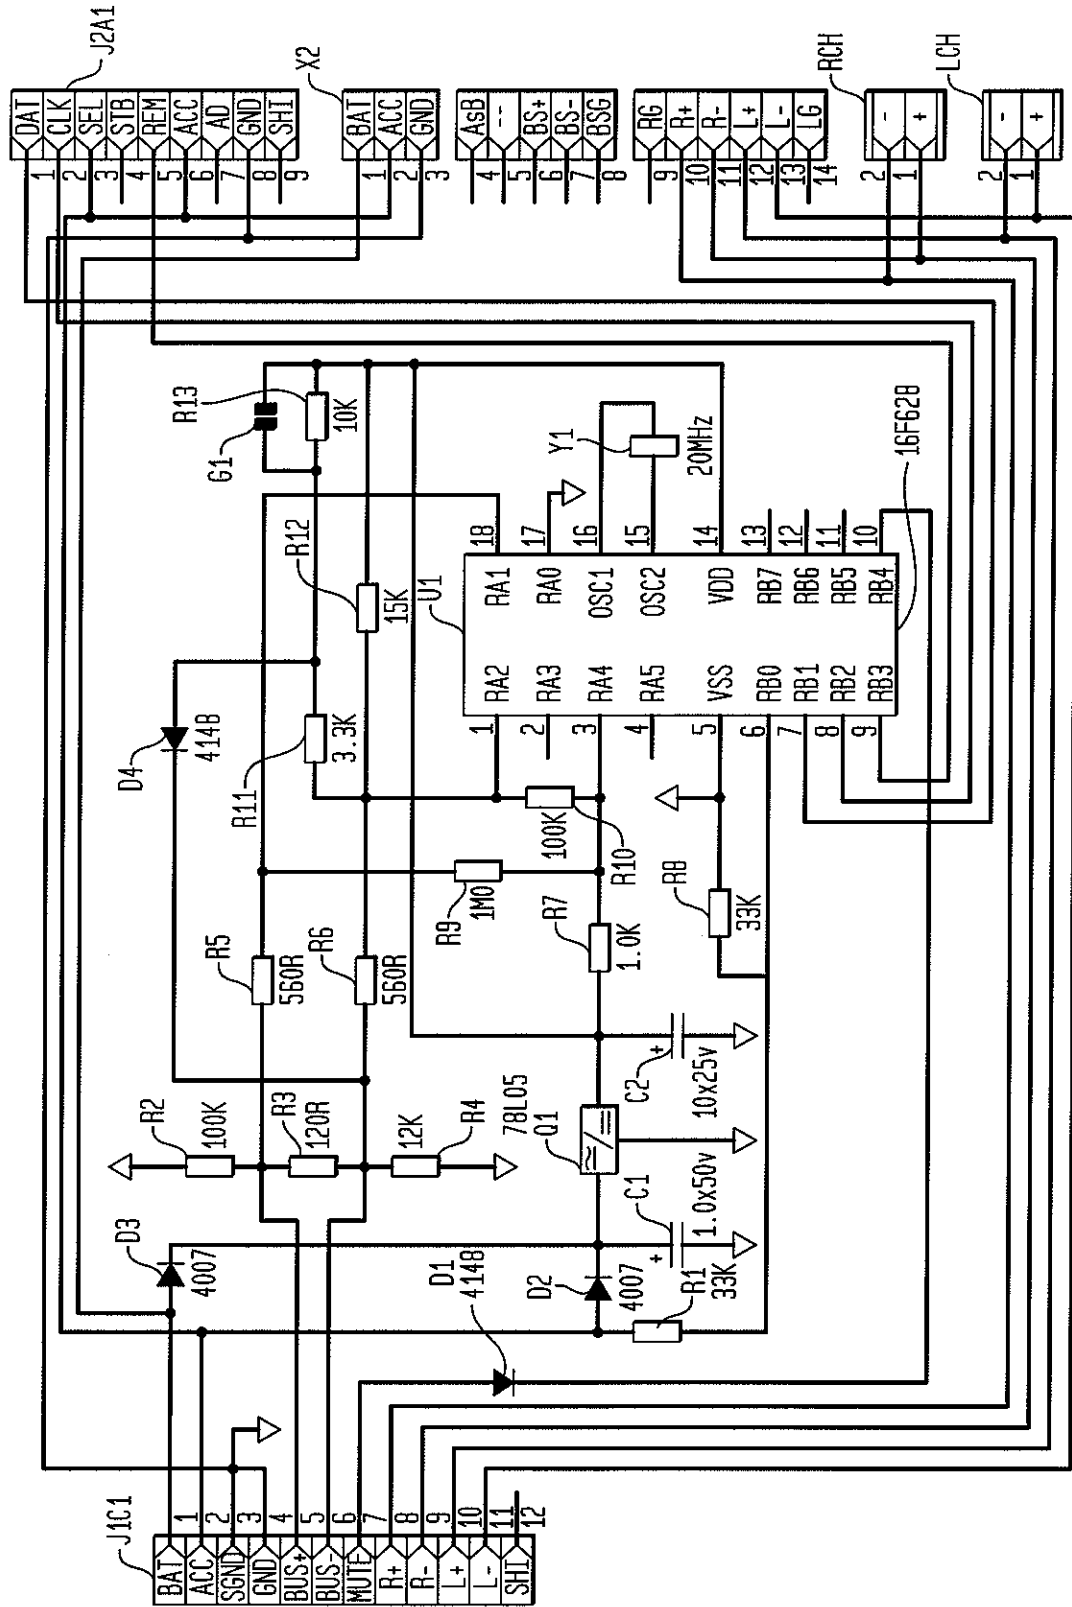 J1C1
BAT 1
ACC 2
SGND 3
GND 4
BUS+ 5
BUS- 6
MUTE 7
R+ 8
R- 9
L+ 10
L- 11
SHI 12
D3
4007
R2
100K
R3
120R
12K
R4
D1
4148
D2
4007
C1
1.0x50v
R1
33K
78L05
Q1
C2
10x25v
R5
560R
R6
560R
R9
1M0
R7
1.0K
R8
33K
D4
4148
R11
3.3K
100K
R10
R12
15K
G1
R13
10K
U1
1 RA2
2 RA3
3 RA4
4 RA5
5 VSS
6 RB0
7 RB1
8 RB2
9 RB3
RA1 18
RA0 17
OSC1 16
OSC2 15
VDD 14
RB7 13
RB6 12
RB5 11
RB4 10
Y1
20MHz
16F628
J2A1
1 DAT
2 CLK
3 SEL
4 STB
5 REM
6 ACC
7 AD
8 GND
9 SHI
X2
1 BAT
2 ACC
3 GND
4 AsB
5 --
6 BS+
7 BS-
8 BSG
9 RG
10 R+
11 R-
12 L+
13 L-
14 LG
RCH
2 -
1 +
LCH
2 -
1 +